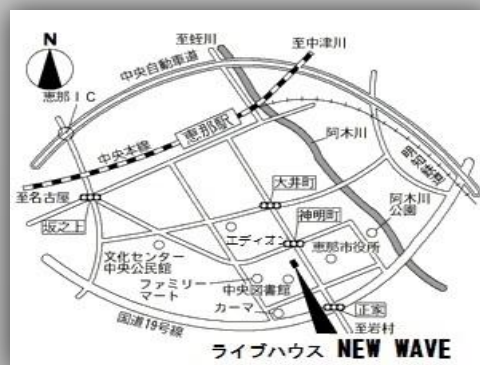 N
至蛭川
至中津川
中央自動車道
恵那IC
恵那駅
中央本線
阿木川
明知鉄道
至名古屋
大井町
阿木川
公園
坂之上
神明町
エディオン
文化センター
中央公民館
恵那市役所
ファミリー
マート
中央図書館
カーマ
正家
国道19号線
至岩村
ライブハウス NEW WAVE